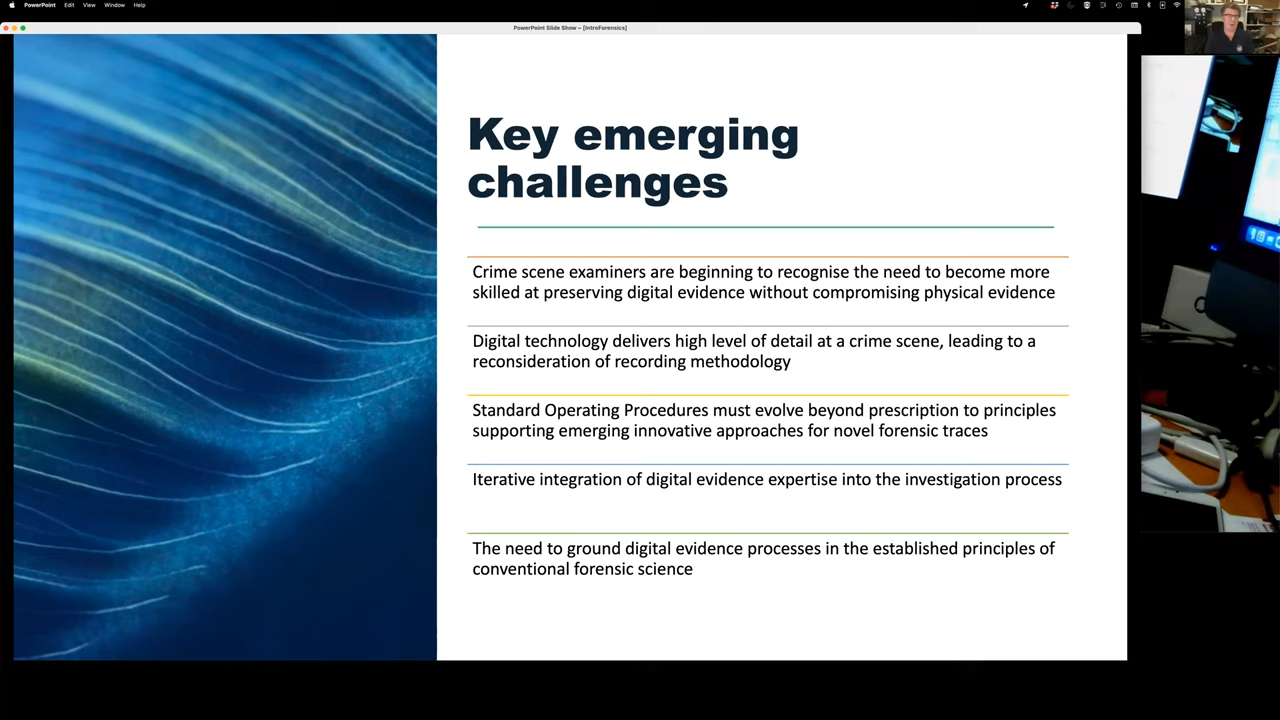 PowerPoint Edit View Window Help
PowerPoint Slide Show – [IntroForensics]
Key emerging
challenges
Crime scene examiners are beginning to recognise the need to become more
skilled at preserving digital evidence without compromising physical evidence
Digital technology delivers high level of detail at a crime scene, leading to a
reconsideration of recording methodology
Standard Operating Procedures must evolve beyond prescription to principles
supporting emerging innovative approaches for novel forensic traces
Iterative integration of digital evidence expertise into the investigation process
The need to ground digital evidence processes in the established principles of
conventional forensic science